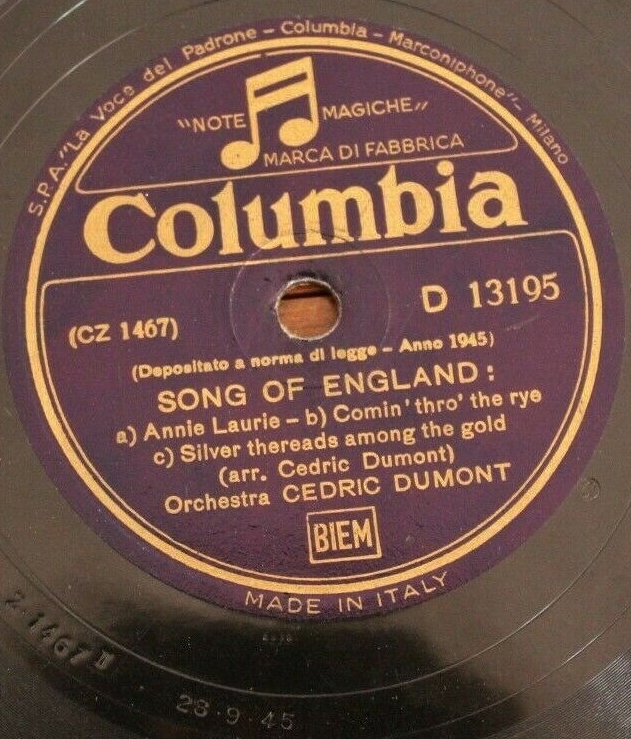 S.P.A. "La Voce del Padrone - Columbia - Marconiphone" - Milano
"NOTE MAGICHE"
MARCA DI FABBRICA
Columbia
D 13195
(CZ 1467)
(Depositato a norma di legge - Anno 1945)
SONG OF ENGLAND:
a) Annie Laurie - b) Comin' thro' the rye
c) Silver thereads among the gold
(arr. Cedric Dumont)
Orchestra CEDRIC DUMONT
BIEM
MADE IN ITALY
28.9.45